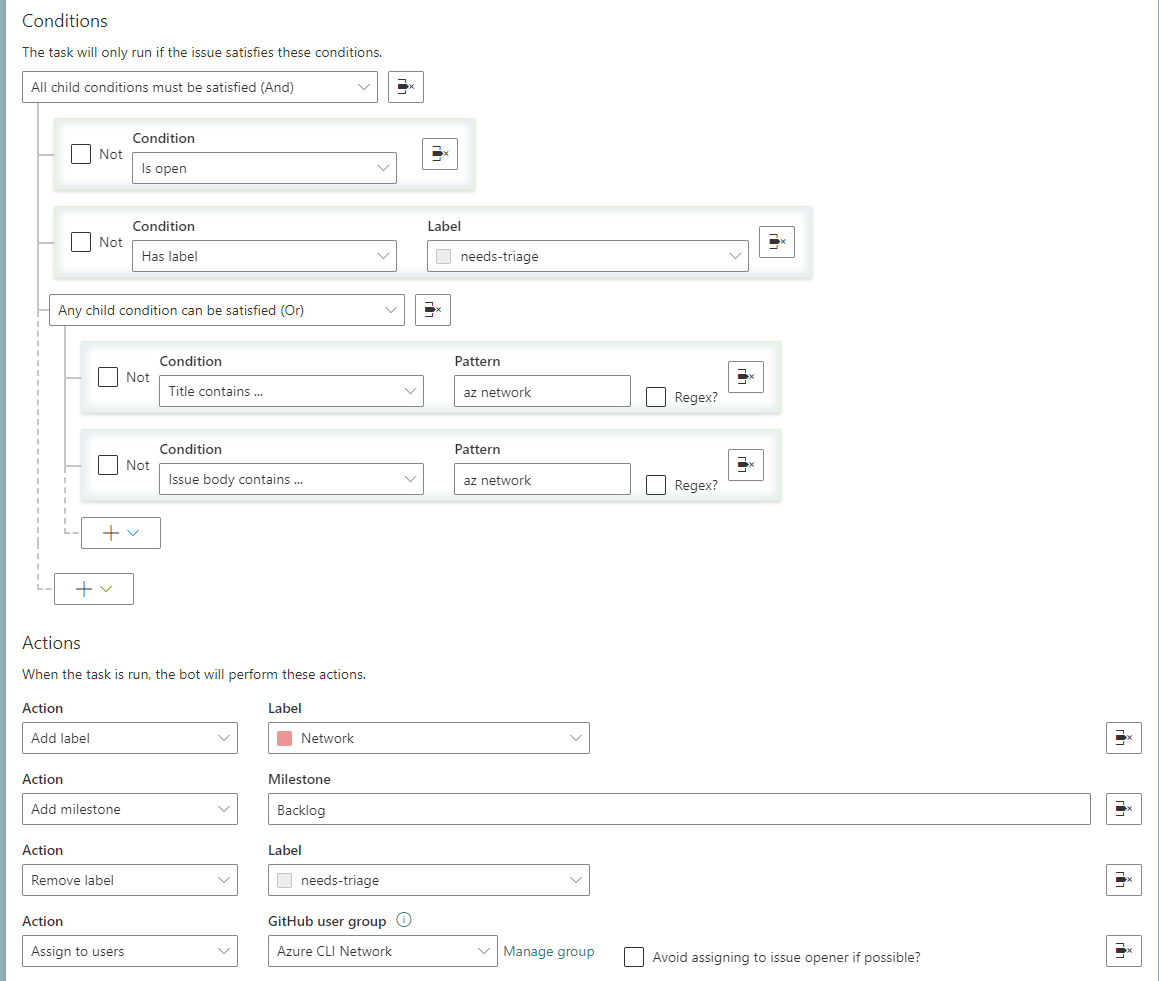 Conditions
The task will only run if the issue satisfies these conditions.
All child conditions must be satisfied (And)
Condition
Not
Is open
Condition Label
Not
Has label needs-triage
Any child condition can be satisfied (Or)
Condition Pattern
Not
Title contains ... az network Regex?
Condition Pattern
Not
Issue body contains ... az network Regex?
Actions
When the task is run, the bot will perform these actions.
Action Label
Add label Network
Action Milestone
Add milestone Backlog
Action Label
Remove label needs-triage
Action GitHub user group
Assign to users Azure CLI Network Manage group Avoid assigning to issue opener if possible?